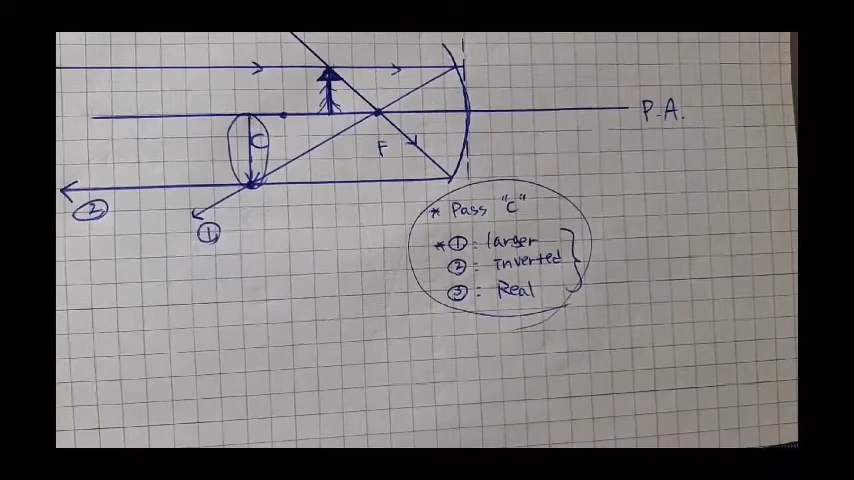 P.A.
C
F
②
①
* Pass "C"
*①: larger
②: Inverted
③: Real